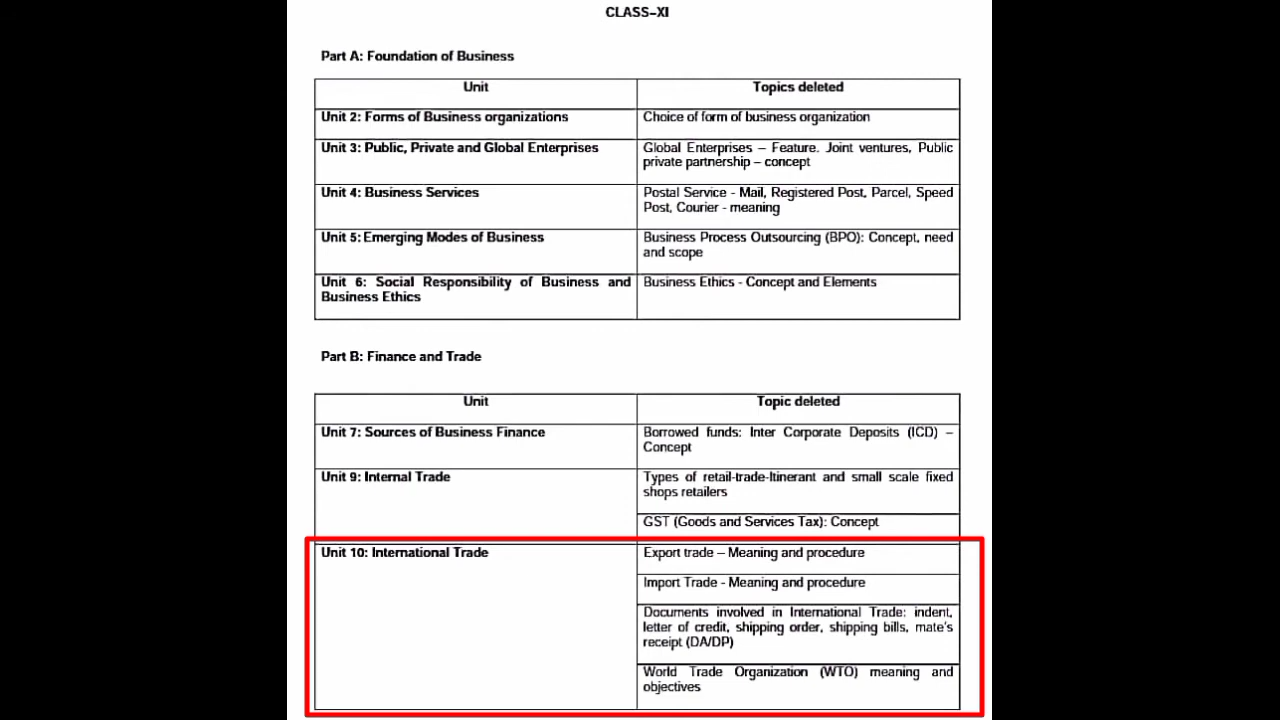 CLASS–XI
Part A: Foundation of Business
Unit
Topics deleted
Unit 2: Forms of Business organizations
Choice of form of business organization
Unit 3: Public, Private and Global Enterprises
Global Enterprises – Feature. Joint ventures, Public
private partnership – concept
Unit 4: Business Services
Postal Service - Mail, Registered Post, Parcel, Speed
Post, Courier - meaning
Unit 5: Emerging Modes of Business
Business Process Outsourcing (BPO): Concept, need
and scope
Unit 6: Social Responsibility of Business and
Business Ethics
Business Ethics - Concept and Elements
Part B: Finance and Trade
Unit
Topic deleted
Unit 7: Sources of Business Finance
Borrowed funds: Inter Corporate Deposits (ICD) –
Concept
Unit 9: Internal Trade
Types of retail-trade-Itinerant and small scale fixed
shops retailers
GST (Goods and Services Tax): Concept
Unit 10: International Trade
Export trade – Meaning and procedure
Import Trade - Meaning and procedure
Documents involved in International Trade: indent,
letter of credit, shipping order, shipping bills, mate's
receipt (DA/DP)
World Trade Organization (WTO) meaning and
objectives